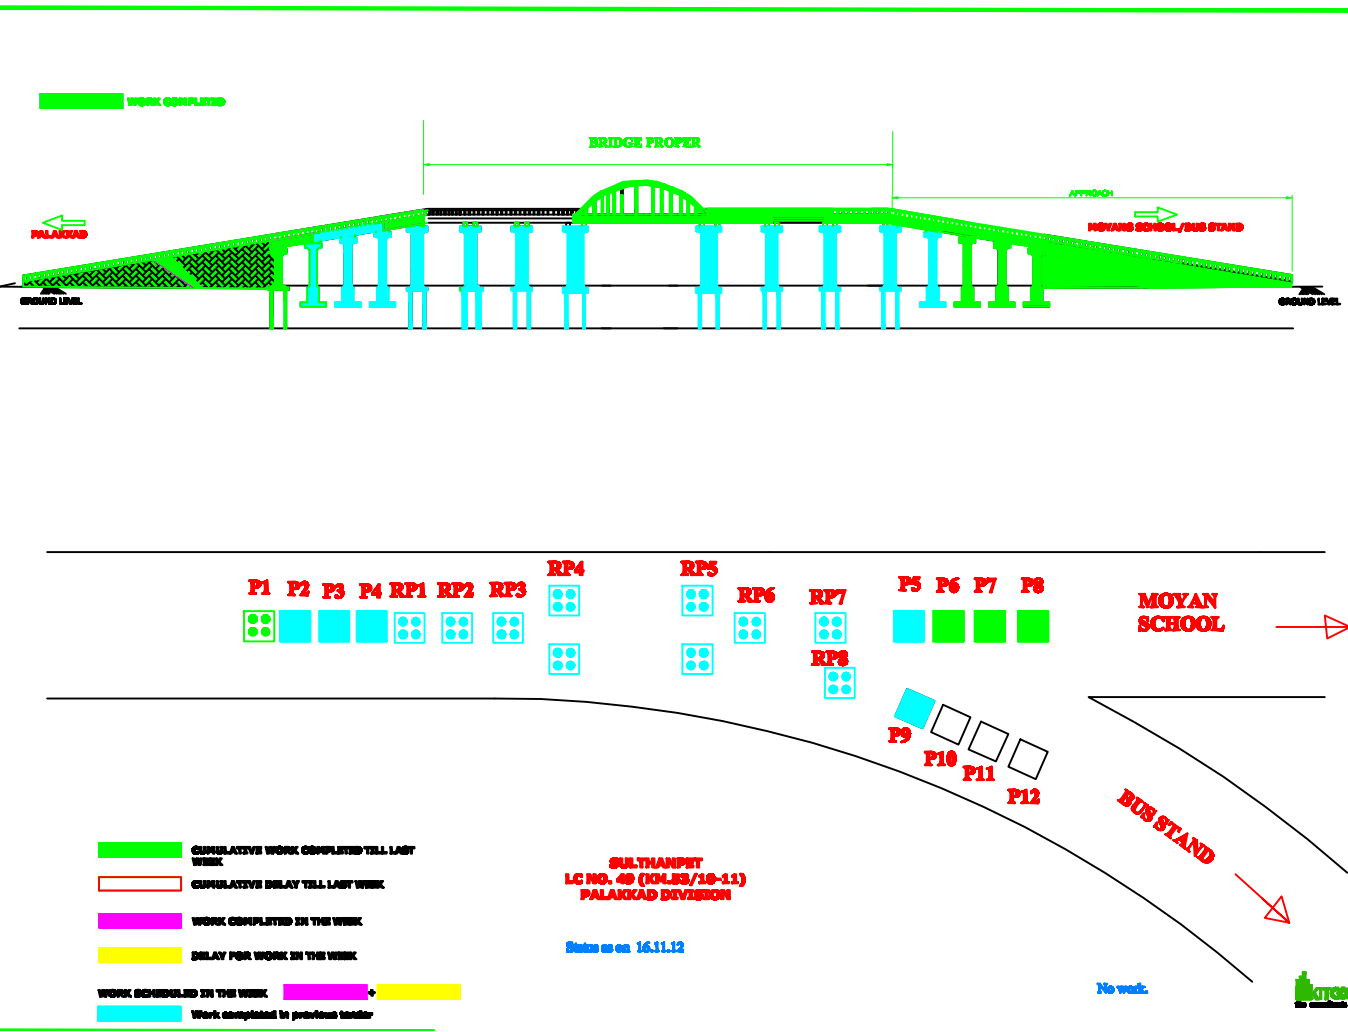 WORK COMPLETED
BRIDGE PROPER
APPROACH
PALAKKAD
MOYANS SCHOOL/BUS STAND
GROUND LEVEL
GROUND LEVEL
RP4
RP5
P1
P2
P3
P4
RP1
RP2
RP3
RP6
RP7
P5
P6
P7
P8
MOYAN
SCHOOL
RP8
P9
P10
P11
P12
BUS STAND
CUMULATIVE WORK COMPLETED TILL LAST
WEEK
CUMULATIVE DELAY TILL LAST WEEK
WORK COMPLETED IN THE WEEK
DELAY FOR WORK IN THE WEEK
WORK SCHEDULED IN THE WEEK +
Work completed in previous tender
SULTHANPET
LC NO. 49 (KM.53/10-11)
PALAKKAD DIVISION
Status as on 16.11.12
No work.